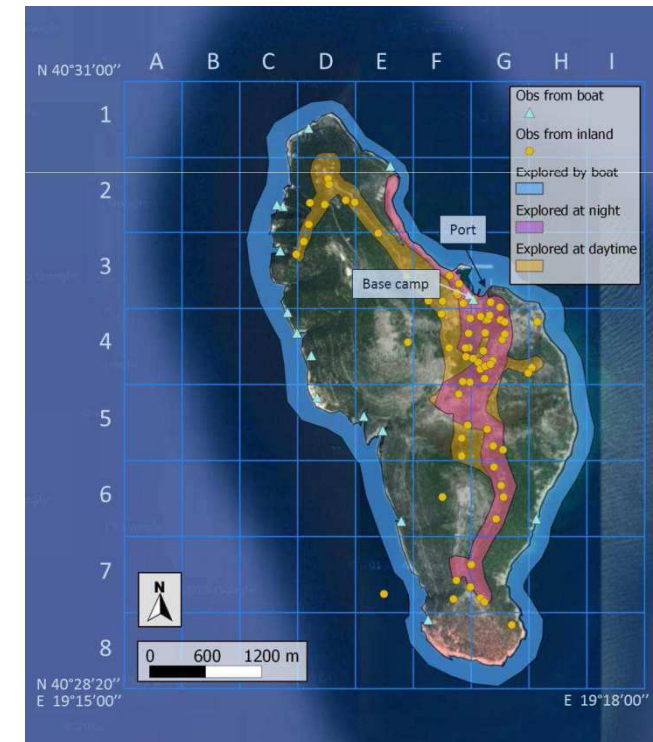 N 40°31’00’’
A B C D E F G H I
1
2
3
4
5
6
7
8
Obs from boat
Obs from inland
Explored by boat
Explored at night
Explored at daytime
Port
Base camp
N
0 600 1200 m
N 40°28’20’’
E 19°15’00’’
E 19°18’00’’